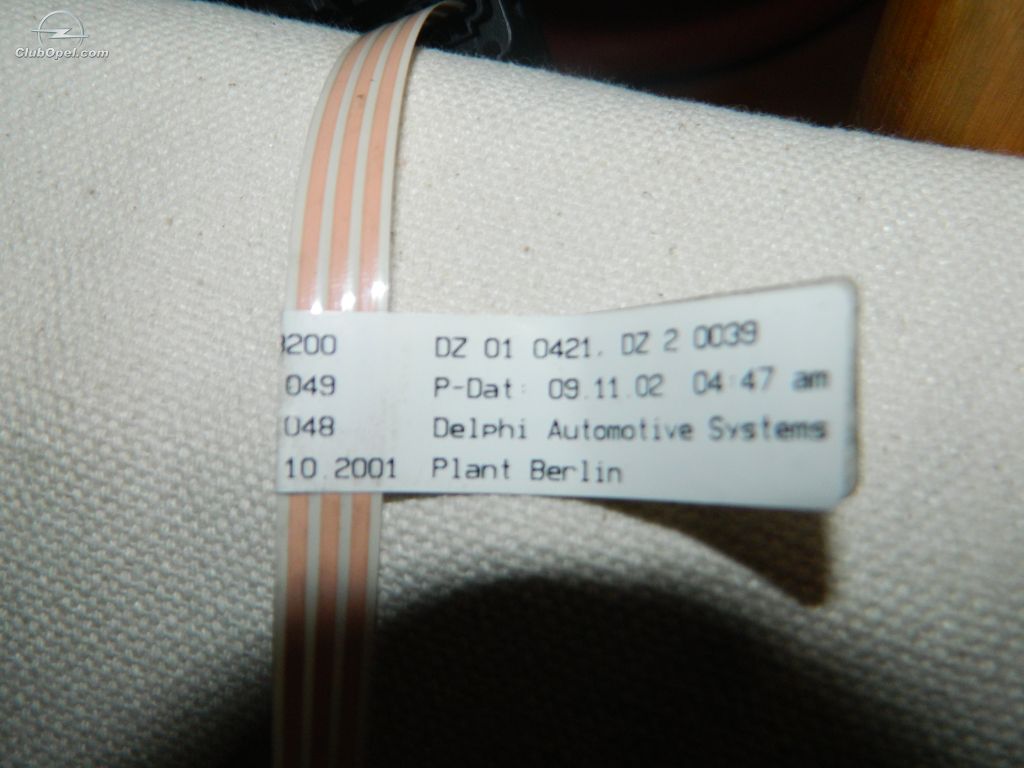 ClubOpel.com
3200 DZ 01 0421. DZ 2 0039
049 P-Dat: 09.11.02 04:47 am
048 Delphi Automotive Systems
10.2001 Plant Berlin